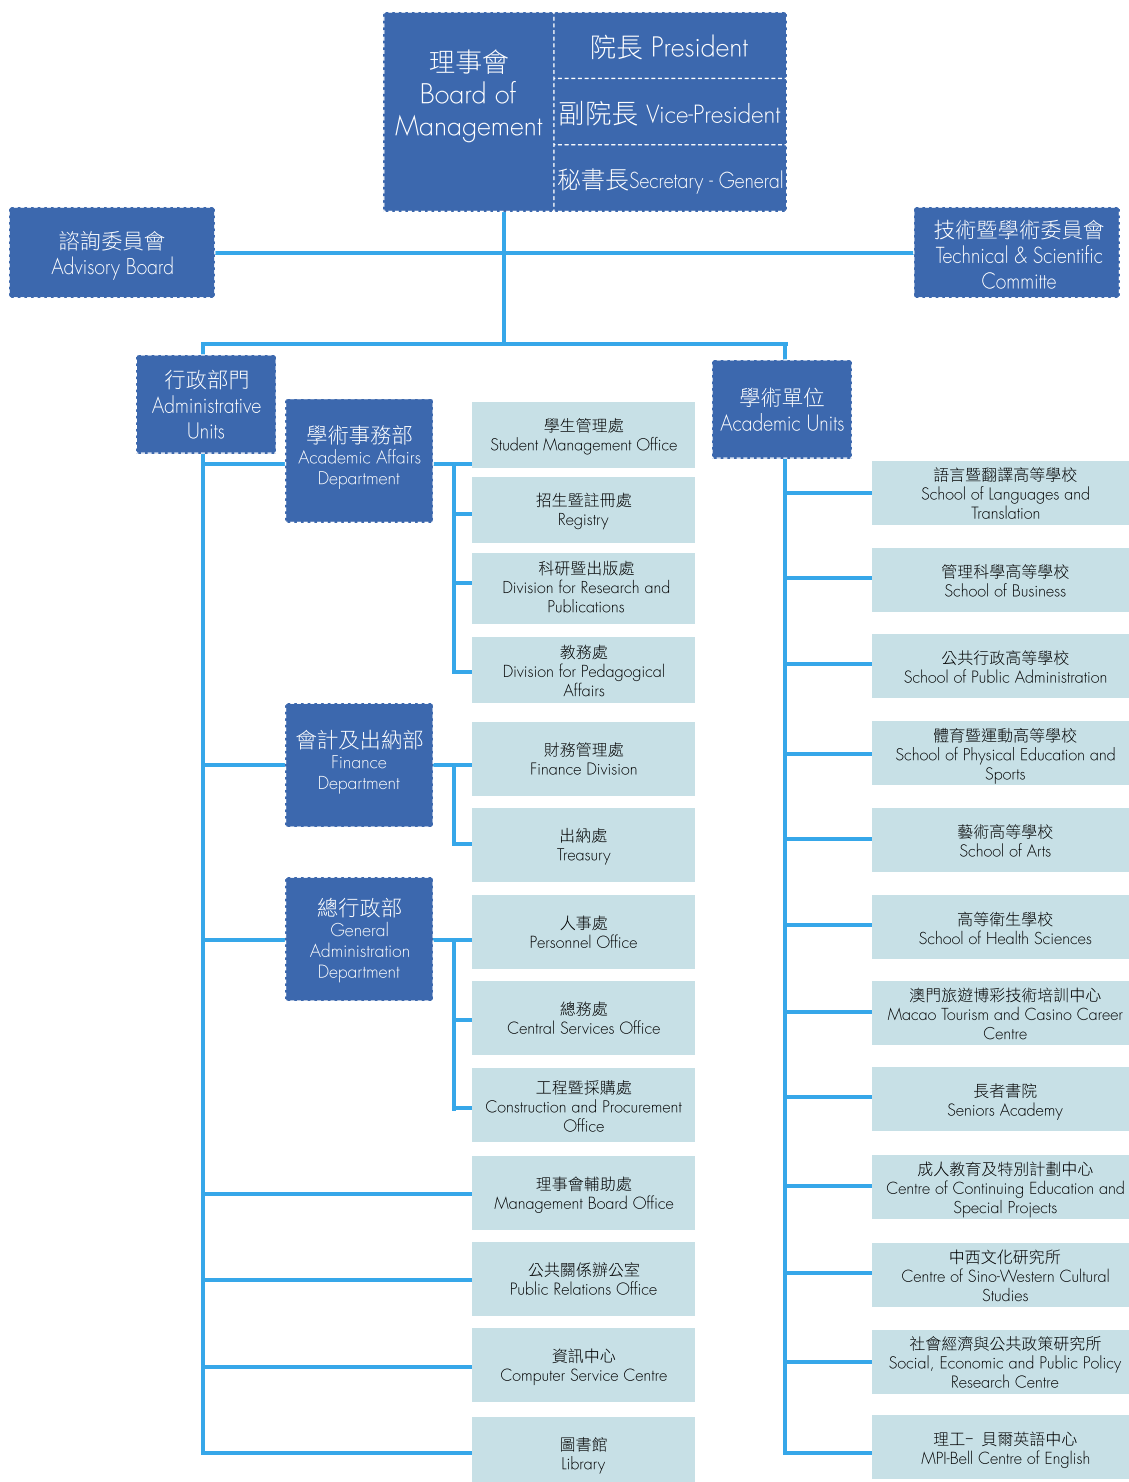 理事會
Board of
Management
院長 President
副院長 Vice-President
秘書長Secretary - General
諮詢委員會
Advisory Board
技術暨學術委員會
Technical & Scientific
Committe
行政部門
Administrative
Units
學術事務部
Academic Affairs
Department
學生管理處
Student Management Office
招生暨註冊處
Registry
科研暨出版處
Division for Research and
Publications
教務處
Division for Pedagogical
Affairs
會計及出納部
Finance
Department
財務管理處
Finance Division
出納處
Treasury
總行政部
General
Administration
Department
人事處
Personnel Office
總務處
Central Services Office
工程暨採購處
Construction and Procurement
Office
理事會輔助處
Management Board Office
公共關係辦公室
Public Relations Office
資訊中心
Computer Service Centre
圖書館
Library
學術單位
Academic Units
語言暨翻譯高等學校
School of Languages and
Translation
管理科學高等學校
School of Business
公共行政高等學校
School of Public Administration
體育暨運動高等學校
School of Physical Education and
Sports
藝術高等學校
School of Arts
高等衛生學校
School of Health Sciences
澳門旅遊博彩技術培訓中心
Macao Tourism and Casino Career
Centre
長者書院
Seniors Academy
成人教育及特別計劃中心
Centre of Continuing Education and
Special Projects
中西文化研究所
Centre of Sino-Western Cultural
Studies
社會經濟與公共政策研究所
Social, Economic and Public Policy
Research Centre
理工- 貝爾英語中心
MPI-Bell Centre of English